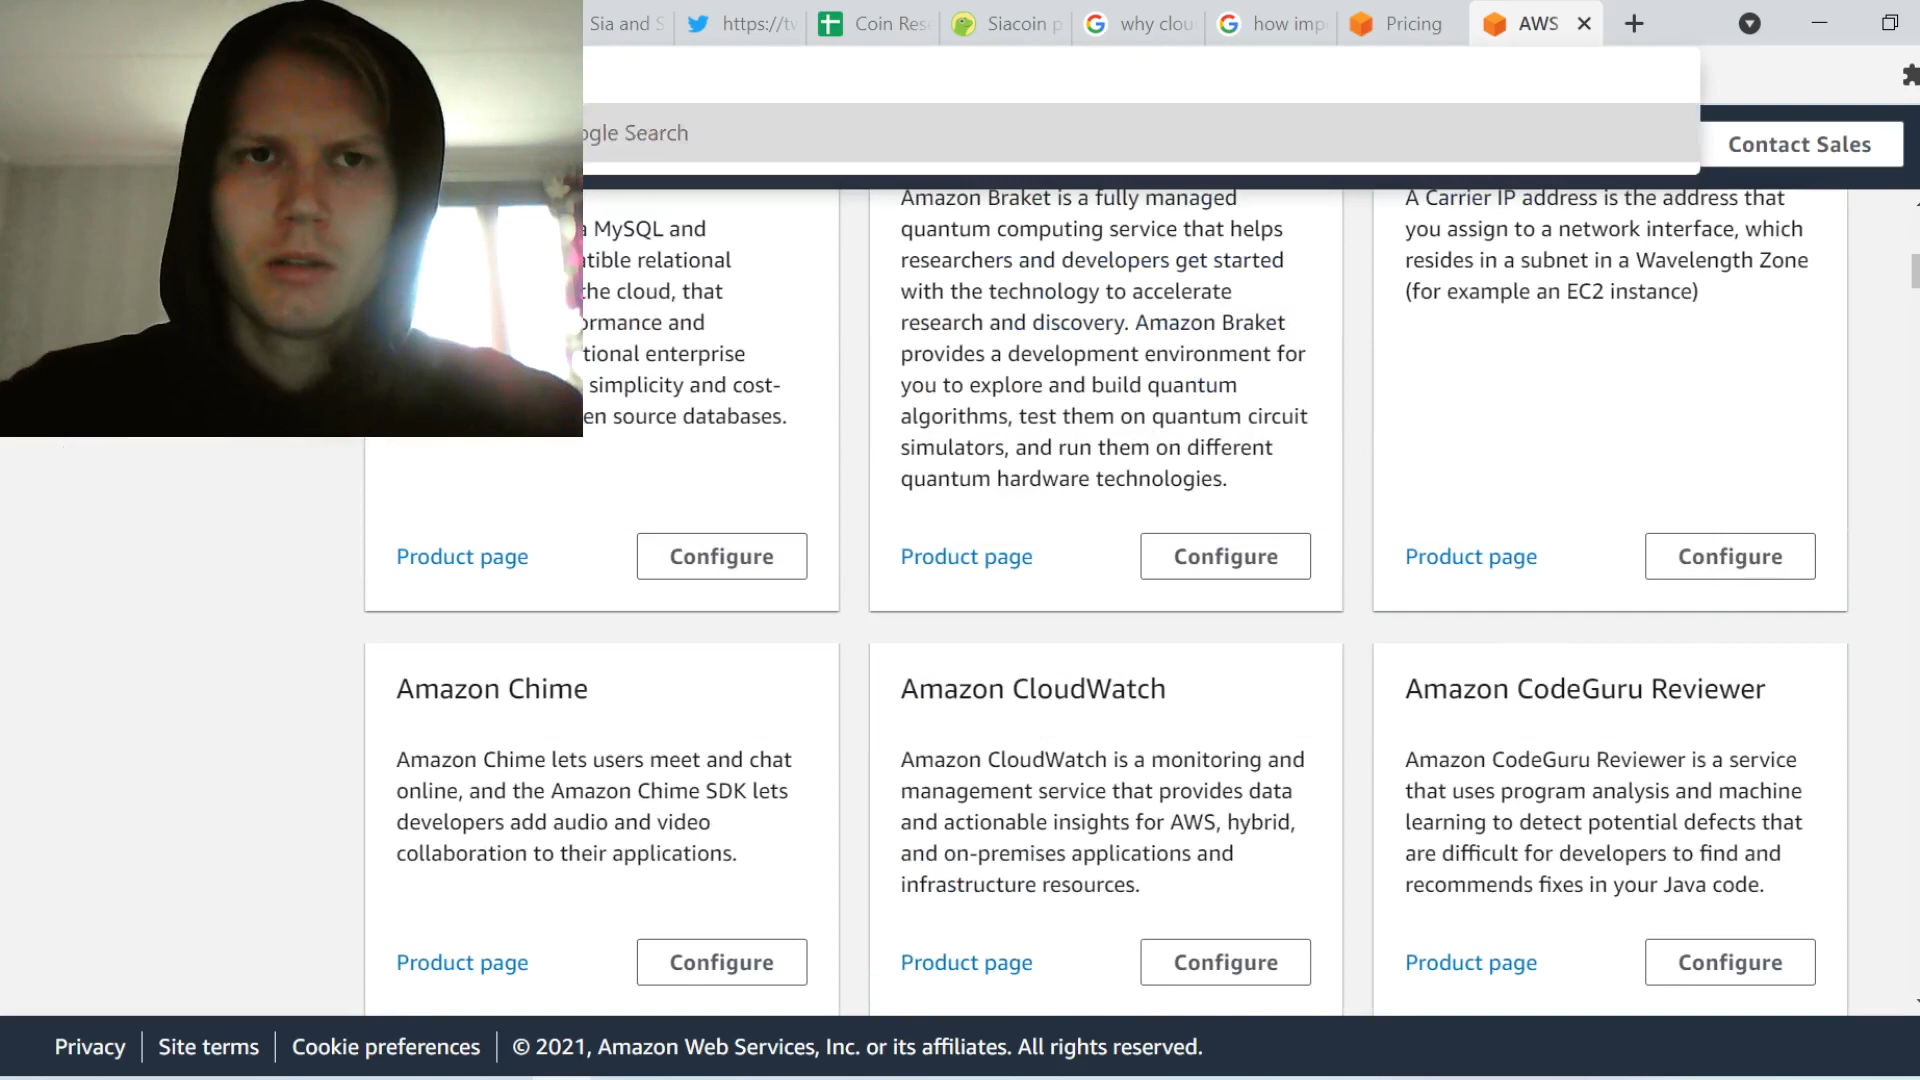 Sia and S
https://tw
Coin Rese
Siacoin p
why clou
how imp
Pricing
AWS
ogle Search
Contact Sales
a MySQL and
tible relational
the cloud, that
ormance and
tional enterprise
simplicity and cost-
en source databases.
Product page
Configure
Amazon Braket is a fully managed
quantum computing service that helps
researchers and developers get started
with the technology to accelerate
research and discovery. Amazon Braket
provides a development environment for
you to explore and build quantum
algorithms, test them on quantum circuit
simulators, and run them on different
quantum hardware technologies.
Product page
Configure
A Carrier IP address is the address that
you assign to a network interface, which
resides in a subnet in a Wavelength Zone
(for example an EC2 instance)
Product page
Configure
Amazon Chime
Amazon Chime lets users meet and chat
online, and the Amazon Chime SDK lets
developers add audio and video
collaboration to their applications.
Product page
Configure
Amazon CloudWatch
Amazon CloudWatch is a monitoring and
management service that provides data
and actionable insights for AWS, hybrid,
and on-premises applications and
infrastructure resources.
Product page
Configure
Amazon CodeGuru Reviewer
Amazon CodeGuru Reviewer is a service
that uses program analysis and machine
learning to detect potential defects that
are difficult for developers to find and
recommends fixes in your Java code.
Product page
Configure
Privacy
Site terms
Cookie preferences
© 2021, Amazon Web Services, Inc. or its affiliates. All rights reserved.